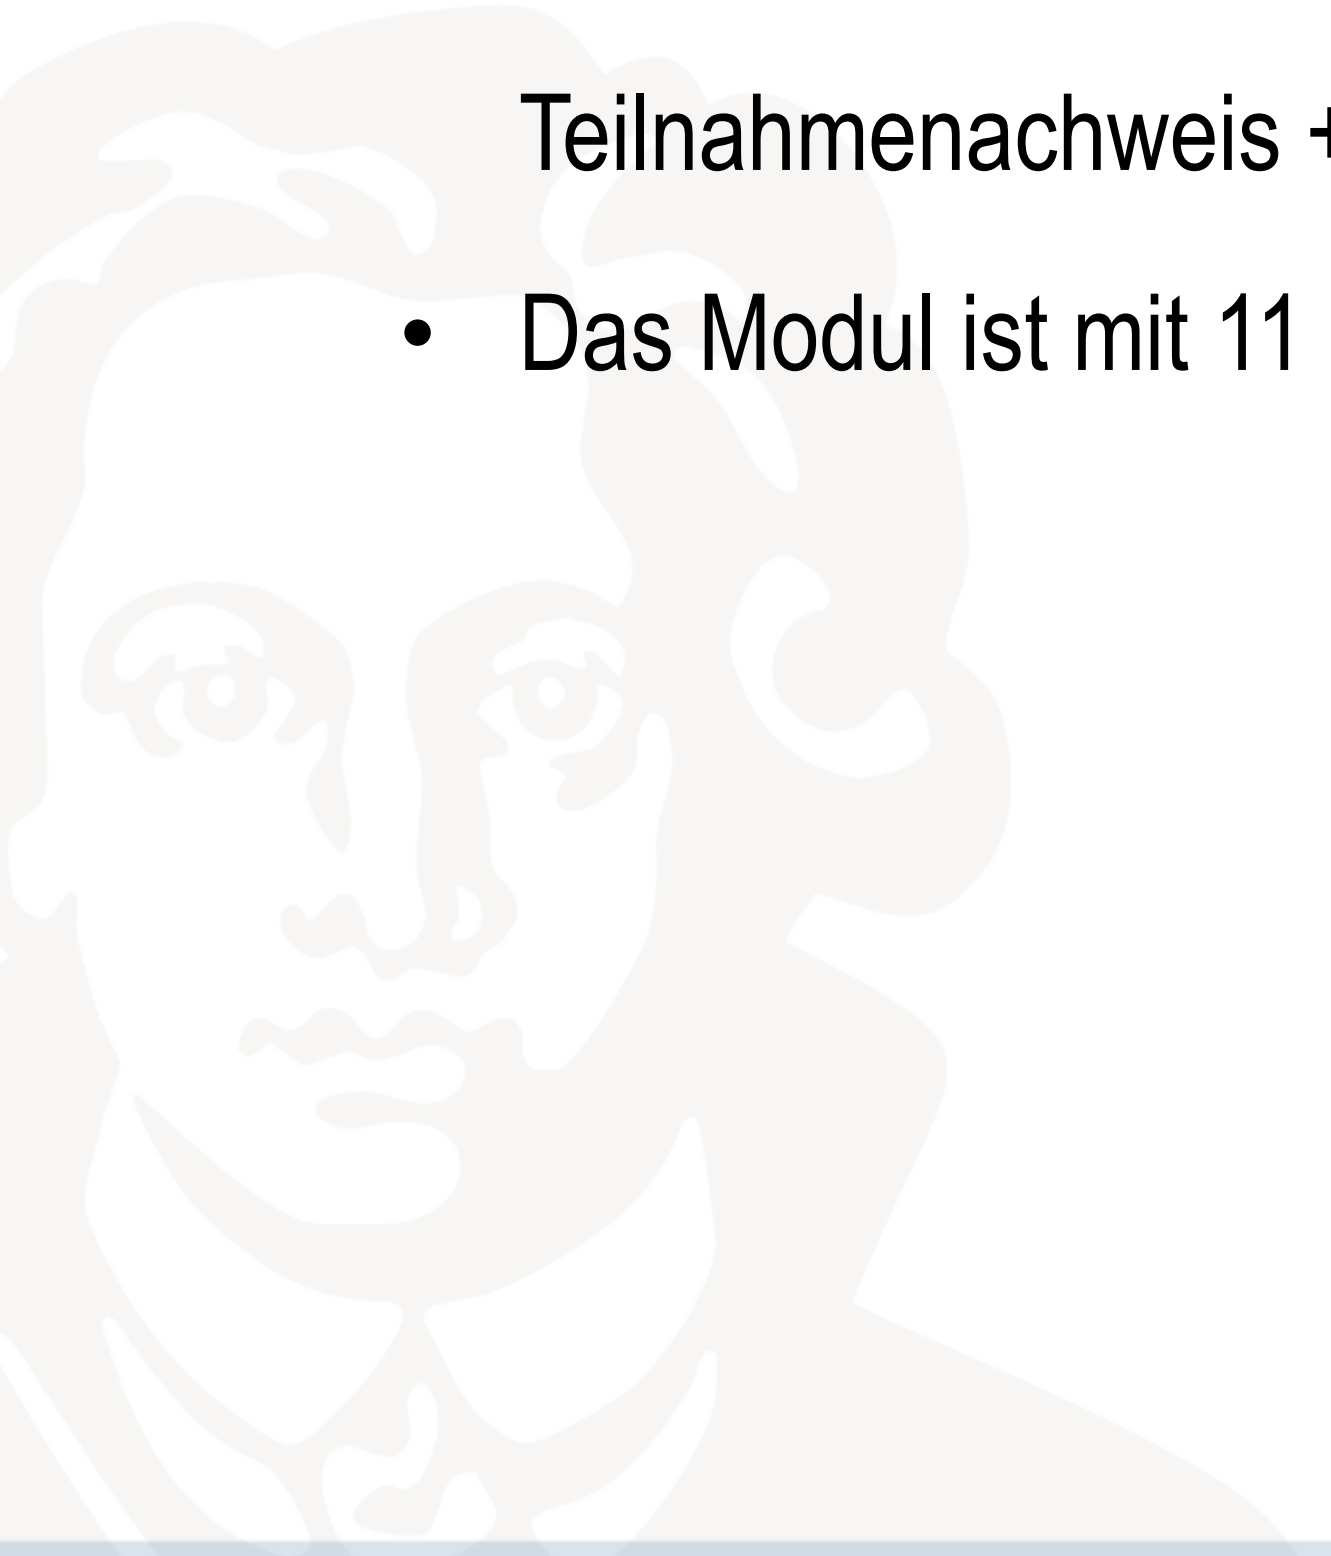 Teilnahmenachweis +
• Das Modul ist mit 11